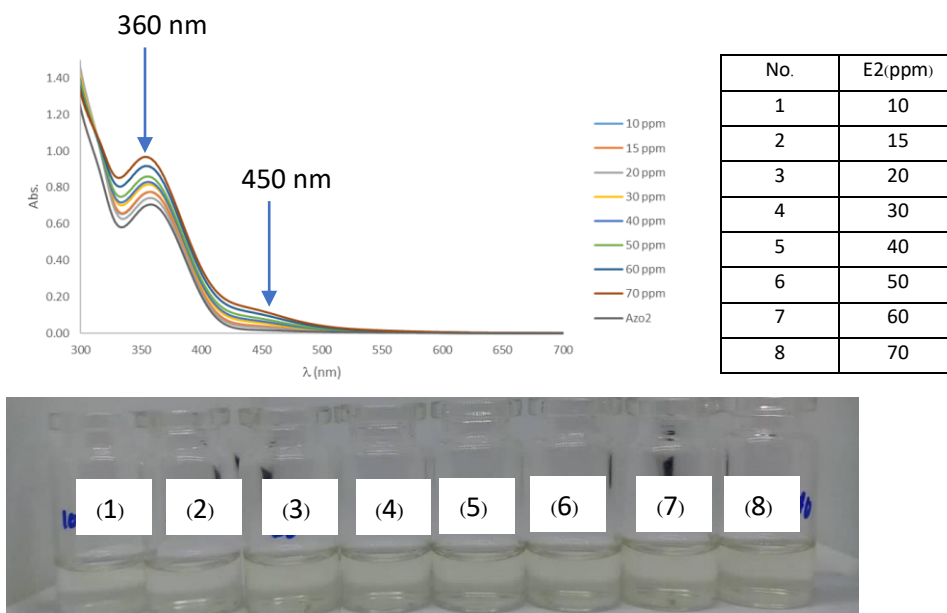 360 nm
450 nm
1.40
1.20
1.00
0.80
0.60
0.40
0.20
0.00
Abs.
300 350 400 450 500 550 600 650 700
λ (nm)
10 ppm
15 ppm
20 ppm
30 ppm
40 ppm
50 ppm
60 ppm
70 ppm
Azo2
No. E2(ppm)
1 10
2 15
3 20
4 30
5 40
6 50
7 60
8 70
(1) (2) (3) (4) (5) (6) (7) (8)